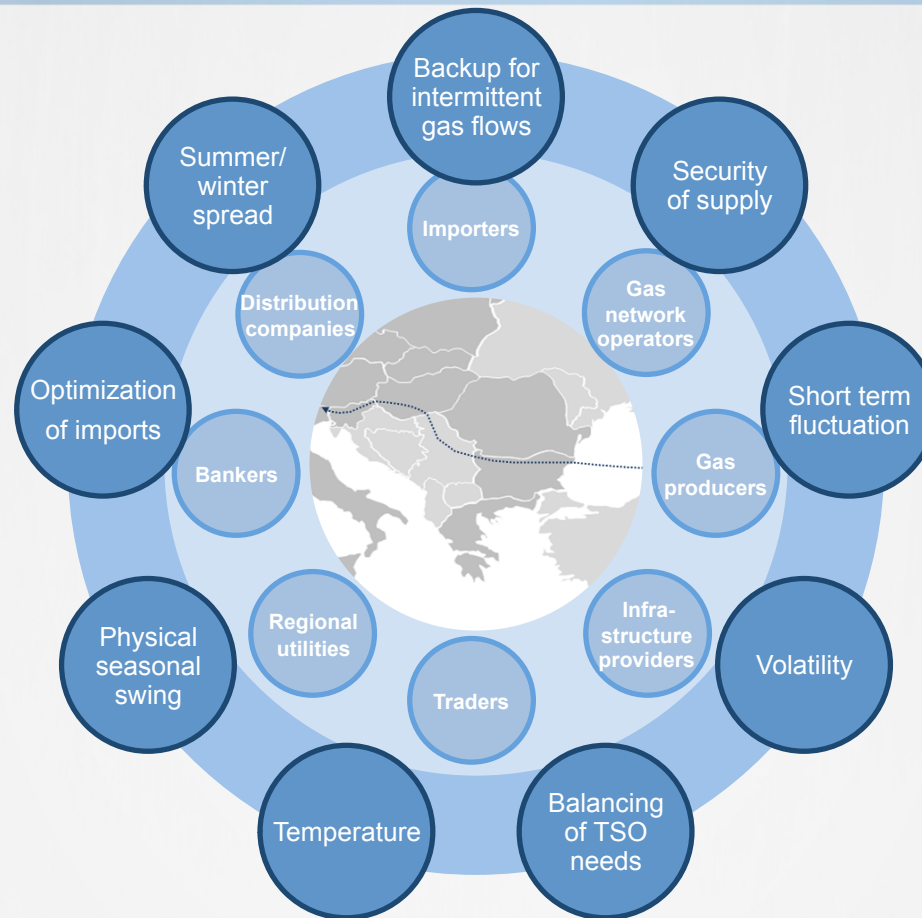 Backup for
intermittent
gas flows
Summer/
winter
spread
Security
of supply
Importers
Distribution
companies
Gas
network
operators
Optimization
of imports
Short term
fluctuation
Bankers
Gas
producers
Regional
utilities
Infra-
structure
providers
Physical
seasonal
swing
Volatility
Traders
Temperature
Balancing
of TSO
needs